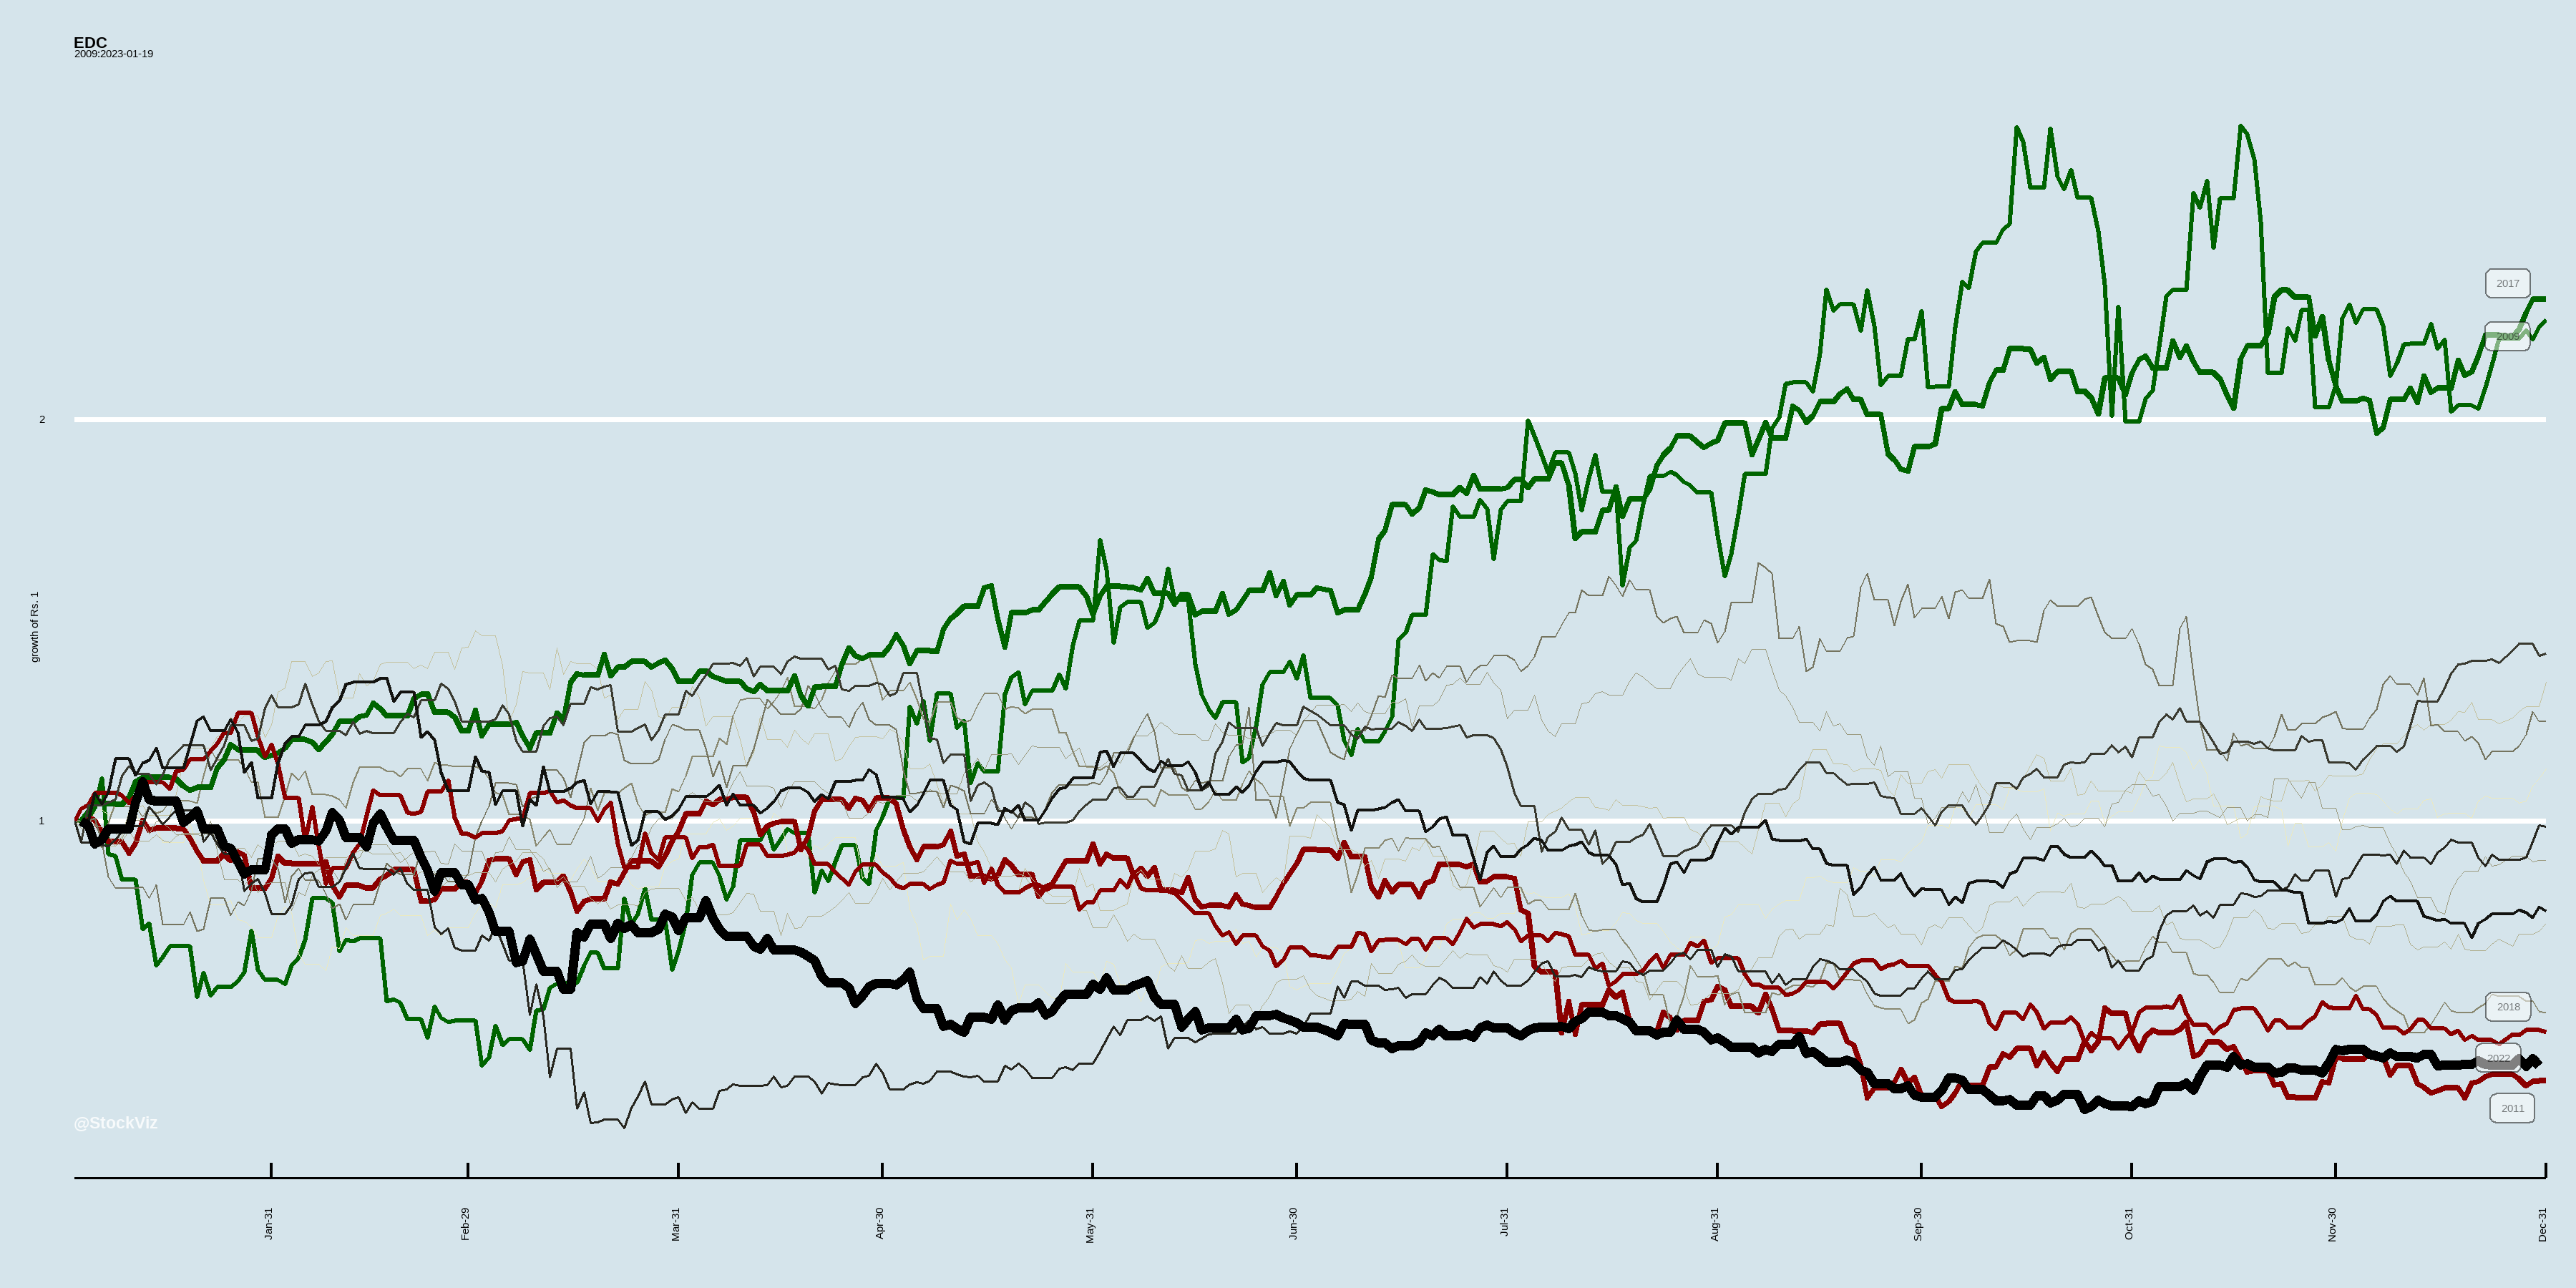 EDC
2009:2023-01-19
growth of Rs. 1
2
1
2017
2009
2018
2022
2011
@StockViz
Jan-31
Feb-29
Mar-31
Apr-30
May-31
Jun-30
Jul-31
Aug-31
Sep-30
Oct-31
Nov-30
Dec-31